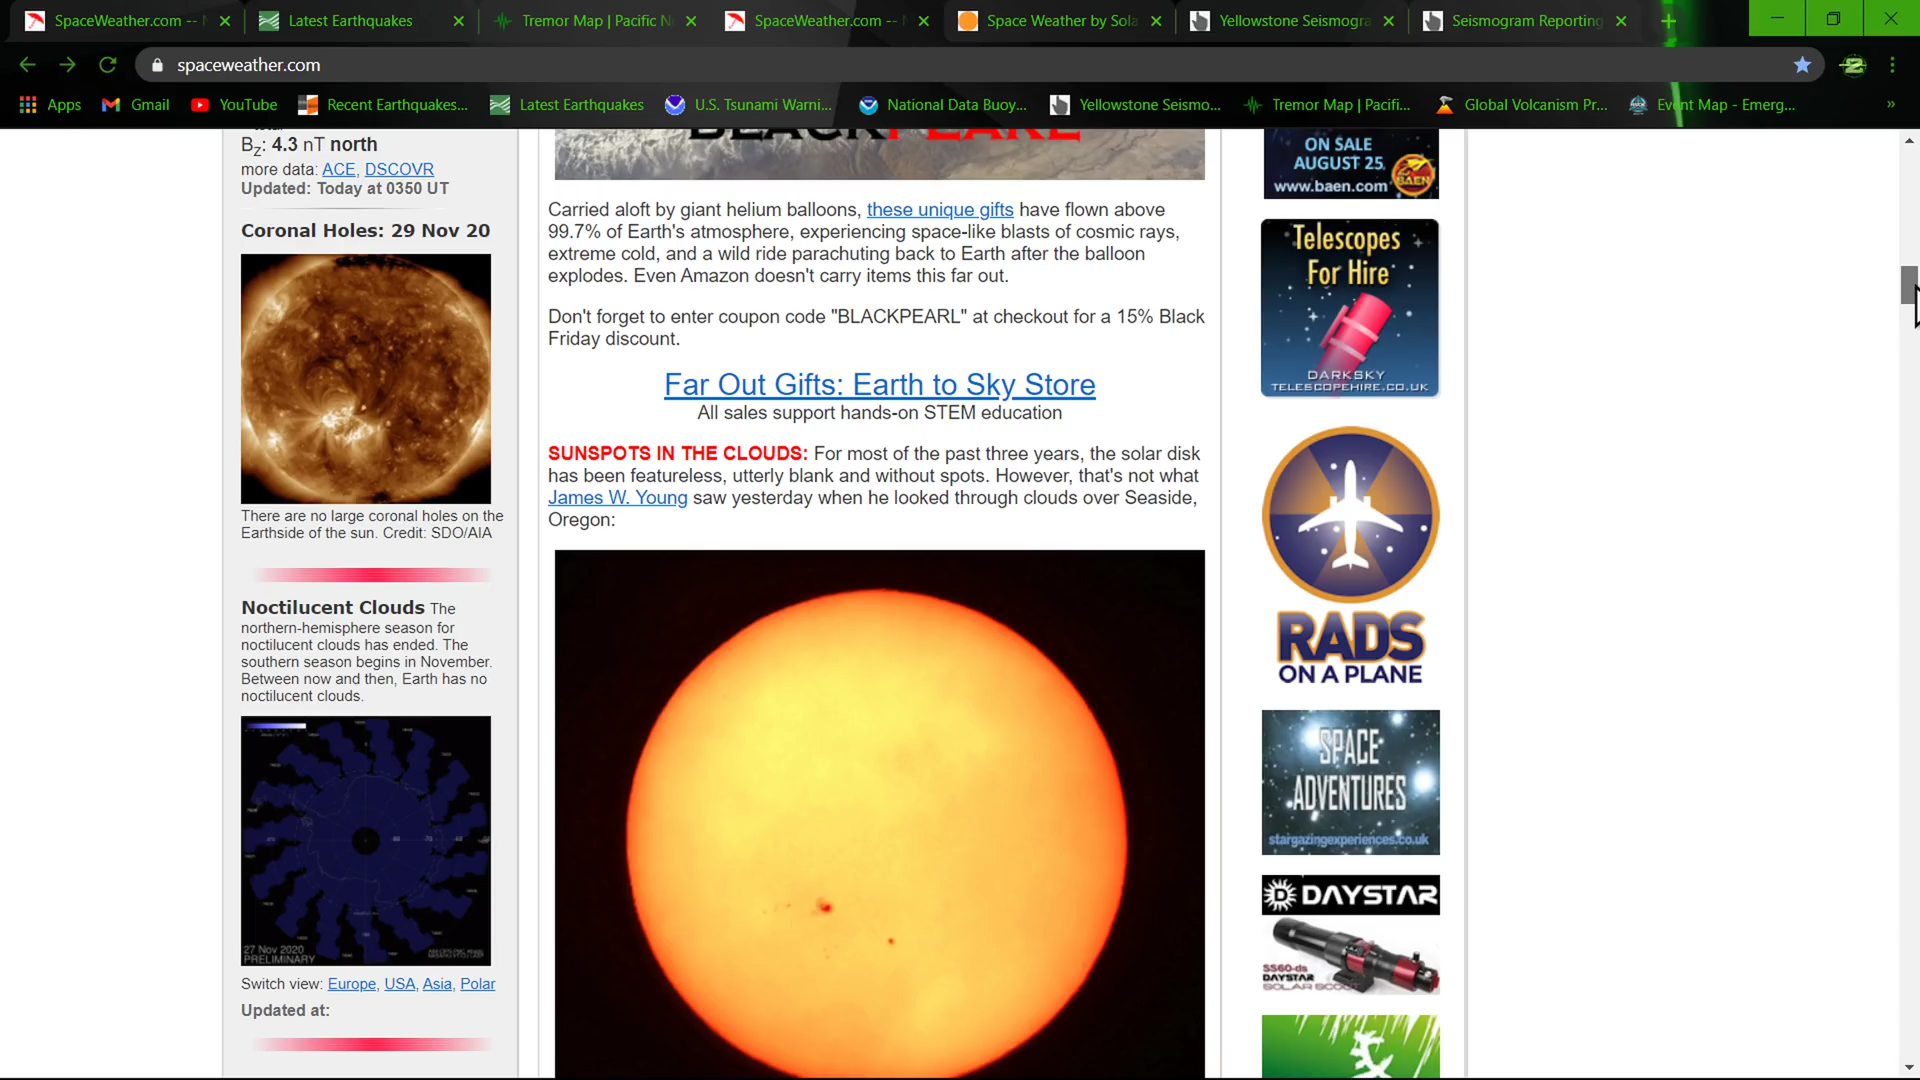 SpaceWeather.com --
Latest Earthquakes
Tremor Map | Pacific N
SpaceWeather.com --
Space Weather by Sola
Yellowstone Seismogra
Seismogram Reporting
spaceweather.com
Apps
Gmail
YouTube
Recent Earthquakes...
Latest Earthquakes
U.S. Tsunami Warni...
National Data Buoy...
Yellowstone Seismo...
Tremor Map | Pacifi...
Global Volcanism Pr...
Event Map - Emerg...
»
Bz: 4.3 nT north
more data: ACE, DSCOVR
Updated: Today at 0350 UT
Coronal Holes: 29 Nov 20
There are no large coronal holes on the
Earthside of the sun. Credit: SDO/AIA
Noctilucent Clouds The
northern-hemisphere season for
noctilucent clouds has ended. The
southern season begins in November.
Between now and then, Earth has no
noctilucent clouds.
27 Nov 2020
PRELIMINARY
Switch view: Europe, USA, Asia, Polar
Updated at:
Carried aloft by giant helium balloons, these unique gifts have flown above
99.7% of Earth's atmosphere, experiencing space-like blasts of cosmic rays,
extreme cold, and a wild ride parachuting back to Earth after the balloon
explodes. Even Amazon doesn't carry items this far out.
Don't forget to enter coupon code "BLACKPEARL" at checkout for a 15% Black
Friday discount.
Far Out Gifts: Earth to Sky Store
All sales support hands-on STEM education
SUNSPOTS IN THE CLOUDS: For most of the past three years, the solar disk
has been featureless, utterly blank and without spots. However, that's not what
James W. Young saw yesterday when he looked through clouds over Seaside,
Oregon:
ON SALE
AUGUST 25.
www.baen.com
BAEN
Telescopes
For Hire
DARKSKY
TELESCOPEHIRE.CO.UK
RADS
ON A PLANE
SPACE
ADVENTURES
stargazingexperiences.co.uk
DAYSTAR
SS60-ds
DAYSTAR
SOLAR SCOUT